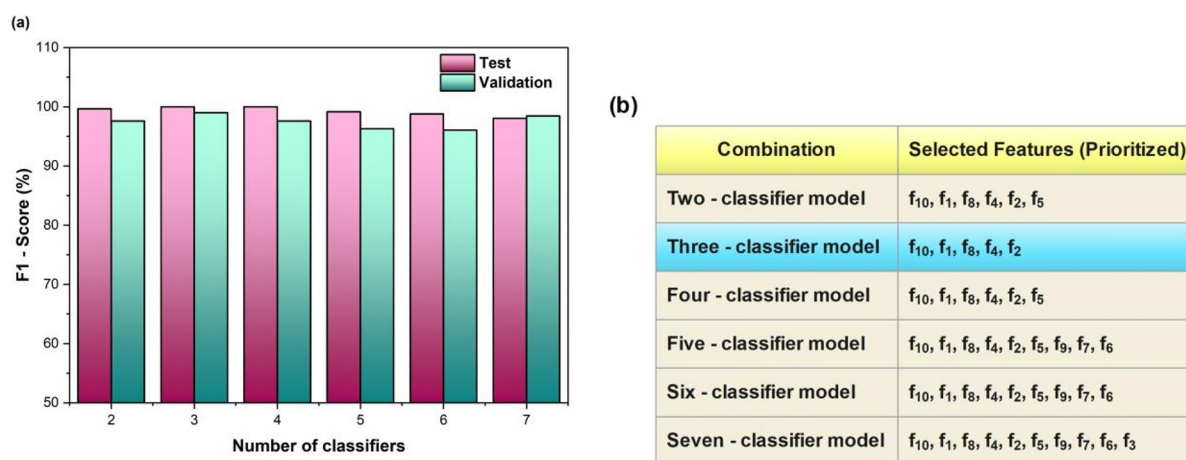 (a)
110
100
90
80
70
60
50
F1 - Score (%)
Test
Validation
2 3 4 5 6 7
Number of classifiers
(b)
Combination Selected Features (Prioritized)
Two - classifier model f10, f1, f8, f4, f2, f5
Three - classifier model f10, f1, f8, f4, f2
Four - classifier model f10, f1, f8, f4, f2, f5
Five - classifier model f10, f1, f8, f4, f2, f5, f9, f7, f6
Six - classifier model f10, f1, f8, f4, f2, f5, f9, f7, f6
Seven - classifier model f10, f1, f8, f4, f2, f5, f9, f7, f6, f3